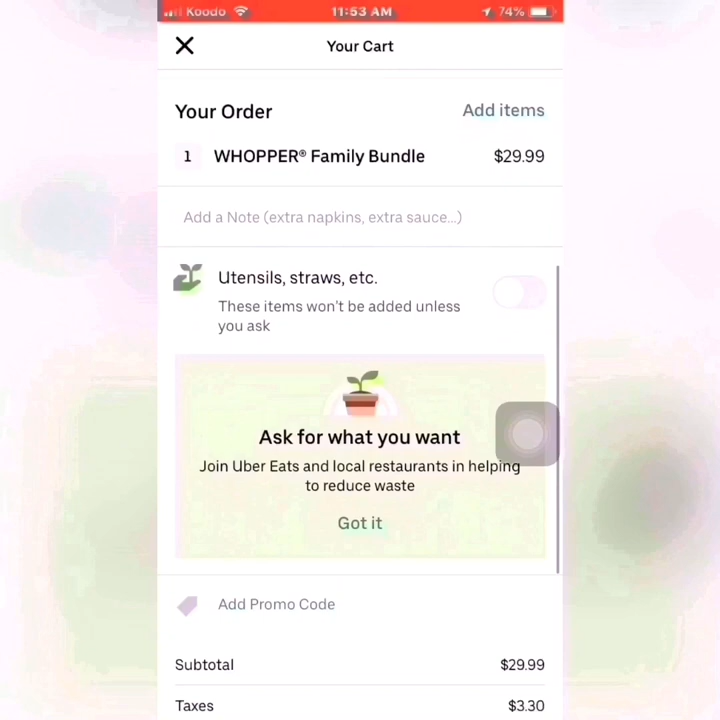 Koodo 11:53 AM 74%
Your Cart
Your Order Add items
1 WHOPPER® Family Bundle $29.99
Add a Note (extra napkins, extra sauce...)
Utensils, straws, etc.
These items won't be added unless
you ask
Ask for what you want
Join Uber Eats and local restaurants in helping
to reduce waste
Got it
Add Promo Code
Subtotal $29.99
Taxes $3.30